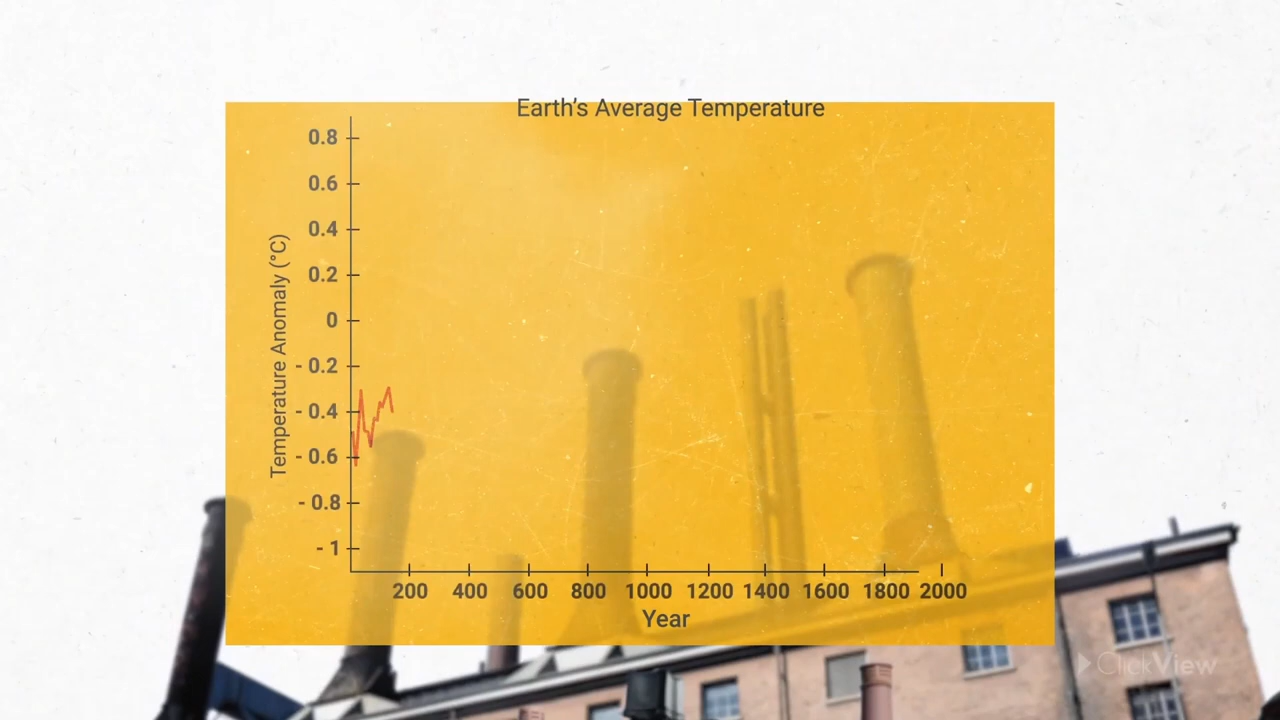 Earth's Average Temperature
Temperature Anomaly (°C)
0.8
0.6
0.4
0.2
0
- 0.2
- 0.4
- 0.6
- 0.8
- 1
200 400 600 800 1000 1200 1400 1600 1800 2000
Year
ClickView